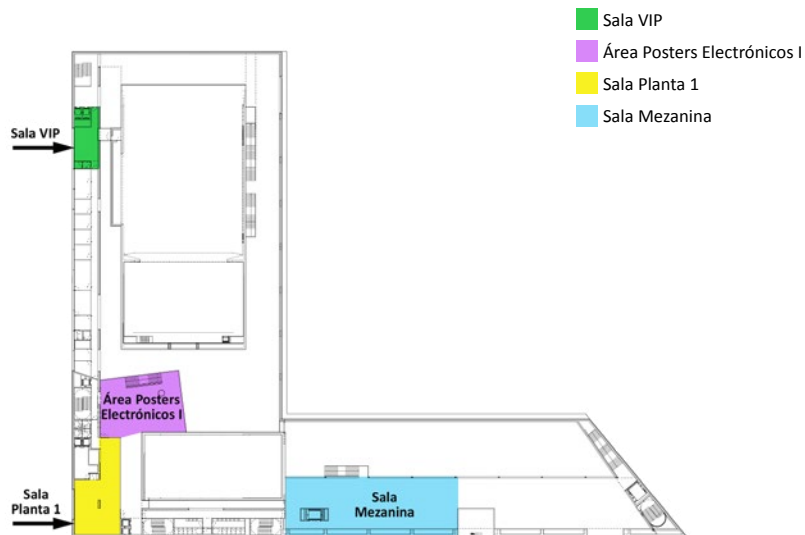 Sala VIP
Área Posters Electrónicos I
Sala Planta 1
Sala Mezanina
Sala VIP
Área Posters
Electrónicos I
Sala
Planta 1
Sala
Mezanina